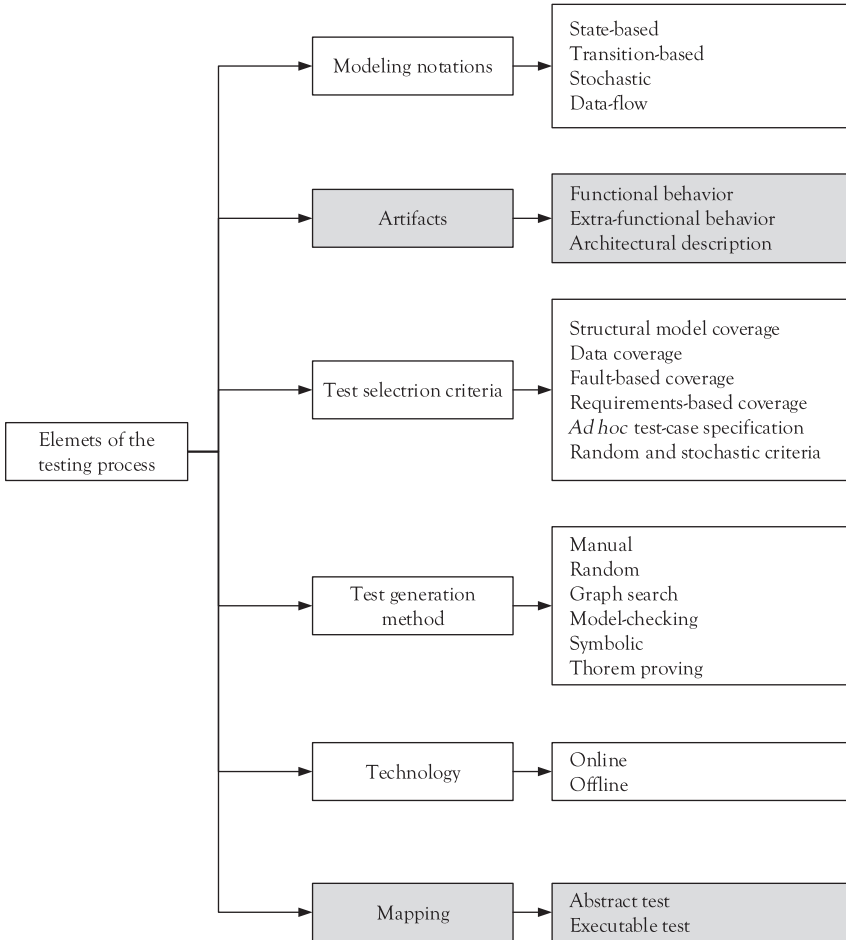 Modeling notations
State-based
Transition-based
Stochastic
Data-flow
Artifacts
Functional behavior
Extra-functional behavior
Architectural description
Test selectrion criteria
Structural model coverage
Data coverage
Fault-based coverage
Requirements-based coverage
Ad hoc test-case specification
Random and stochastic criteria
Elemets of the
testing process
Test generation
method
Manual
Random
Graph search
Model-checking
Symbolic
Thorem proving
Technology
Online
Offline
Mapping
Abstract test
Executable test